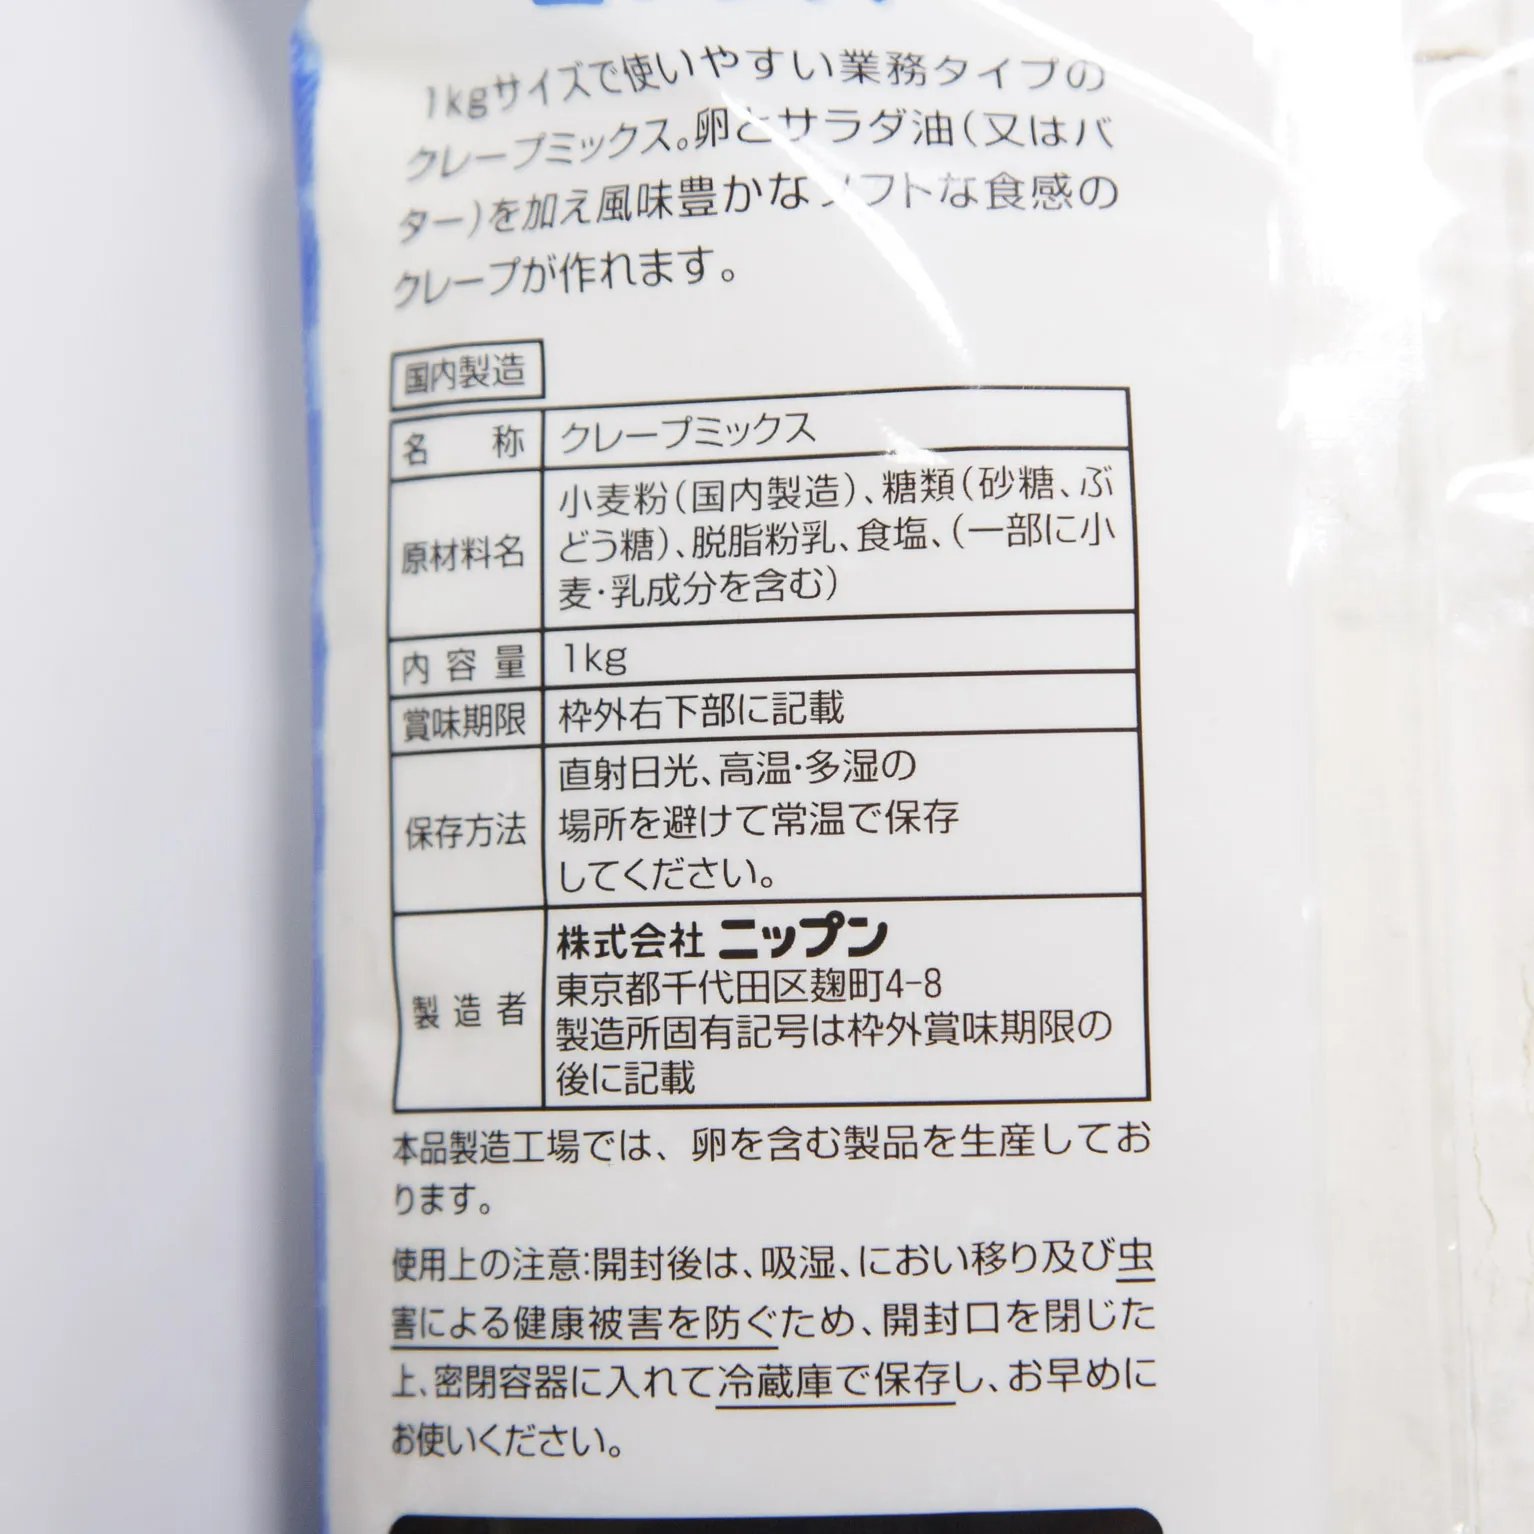 1kgサイズで使いやすい業務タイプの
クレープミックス。卵とサラダ油(又はバ
ター)を加え風味豊かなソフトな食感の
クレープが作れます。
国内製造
名称 クレープミックス
原材料名 小麦粉(国内製造)、糖類(砂糖、ぶ
どう糖)、脱脂粉乳、食塩、(一部に小
麦・乳成分を含む)
内容量 1kg
賞味期限 枠外右下部に記載
保存方法 直射日光、高温・多湿の
場所を避けて常温で保存
してください。
製造者 株式会社 ニップン
東京都千代田区麹町4-8
製造所固有記号は枠外賞味期限の
後に記載
本品製造工場では、卵を含む製品を生産してお
ります。
使用上の注意:開封後は、吸湿、におい移り及び虫
害による健康被害を防ぐため、開封口を閉じた
上、密閉容器に入れて冷蔵庫で保存し、お早めに
お使いください。